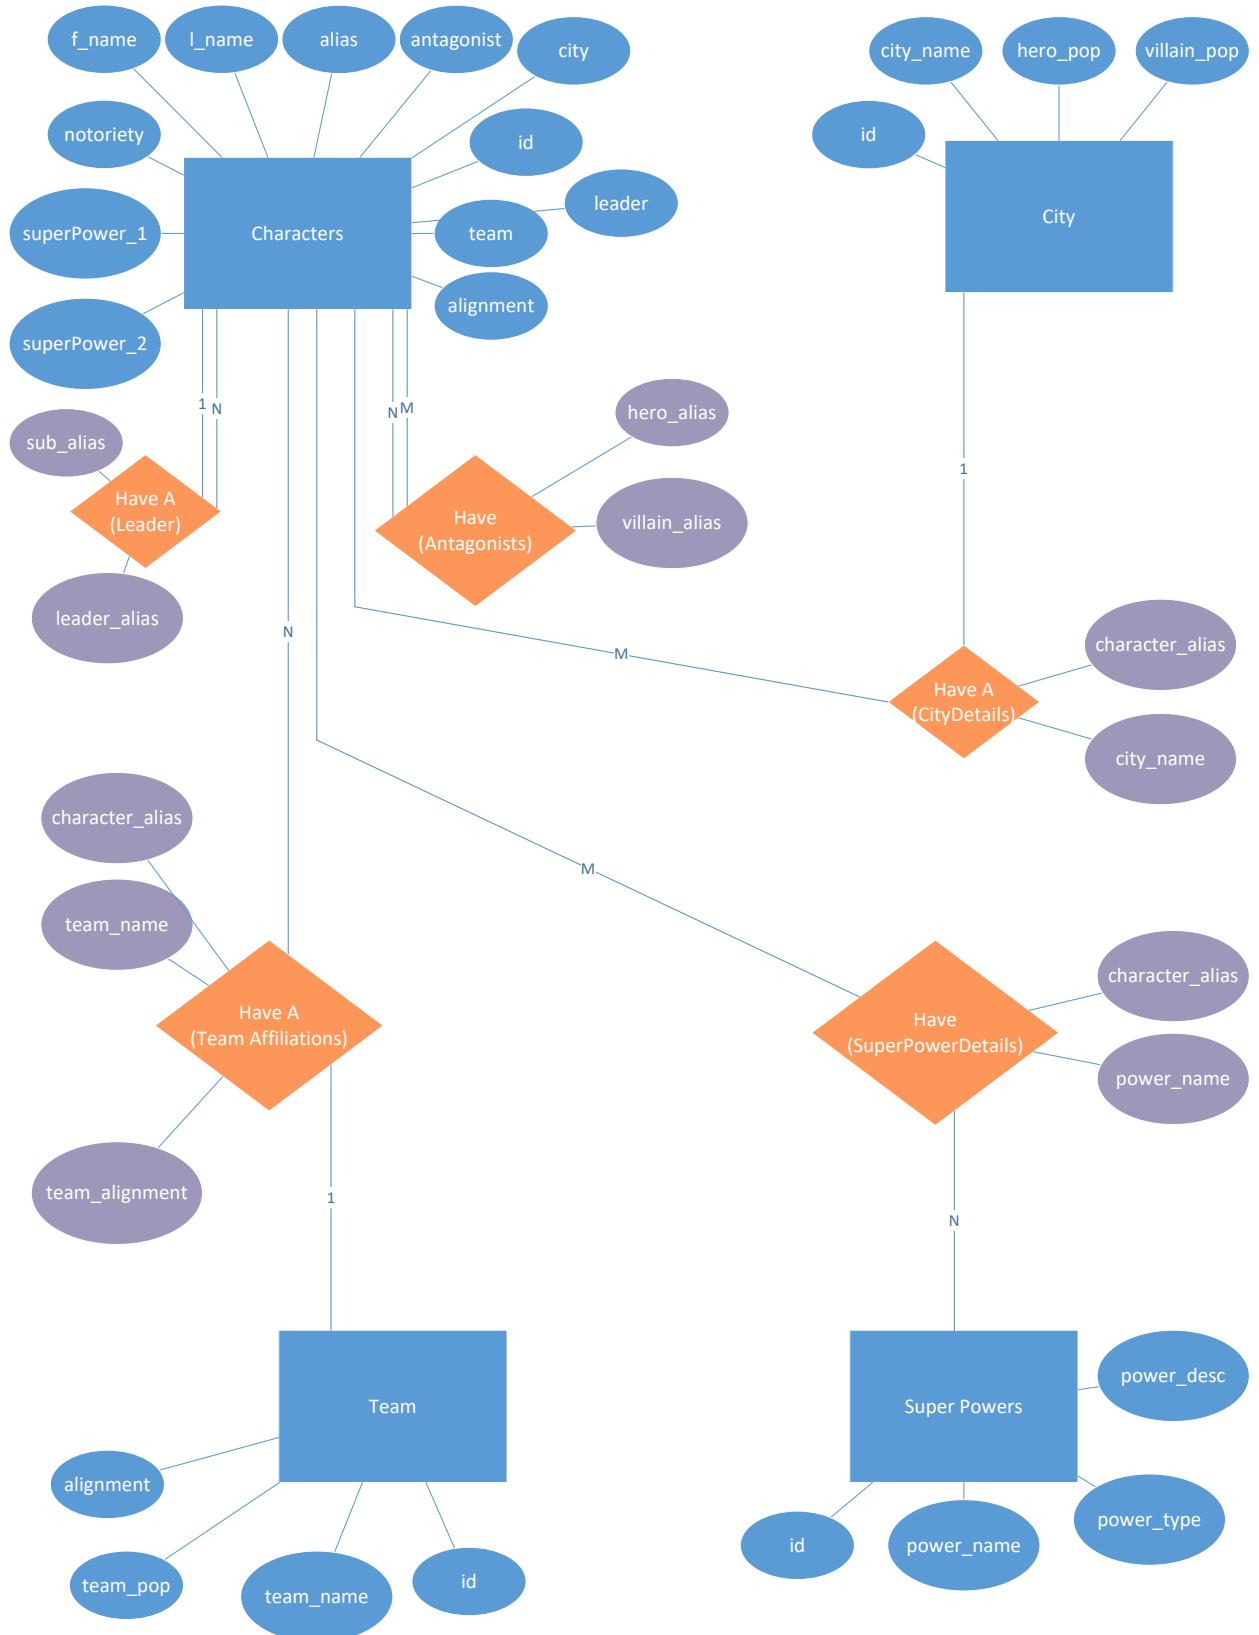 f_name
l_name
alias
antagonist
city
city_name
hero_pop
villain_pop
notoriety
id
id
superPower_1
Characters
leader
team
City
superPower_2
alignment
1
N
N
M
sub_alias
hero_alias
1
Have A
(Leader)
Have
(Antagonists)
villain_alias
leader_alias
N
M
character_alias
Have A
(CityDetails)
city_name
character_alias
M
team_name
character_alias
Have A
(Team Affiliations)
Have
(SuperPowerDetails)
power_name
team_alignment
1
N
power_desc
Team
Super Powers
alignment
power_type
id
power_name
team_pop
team_name
id